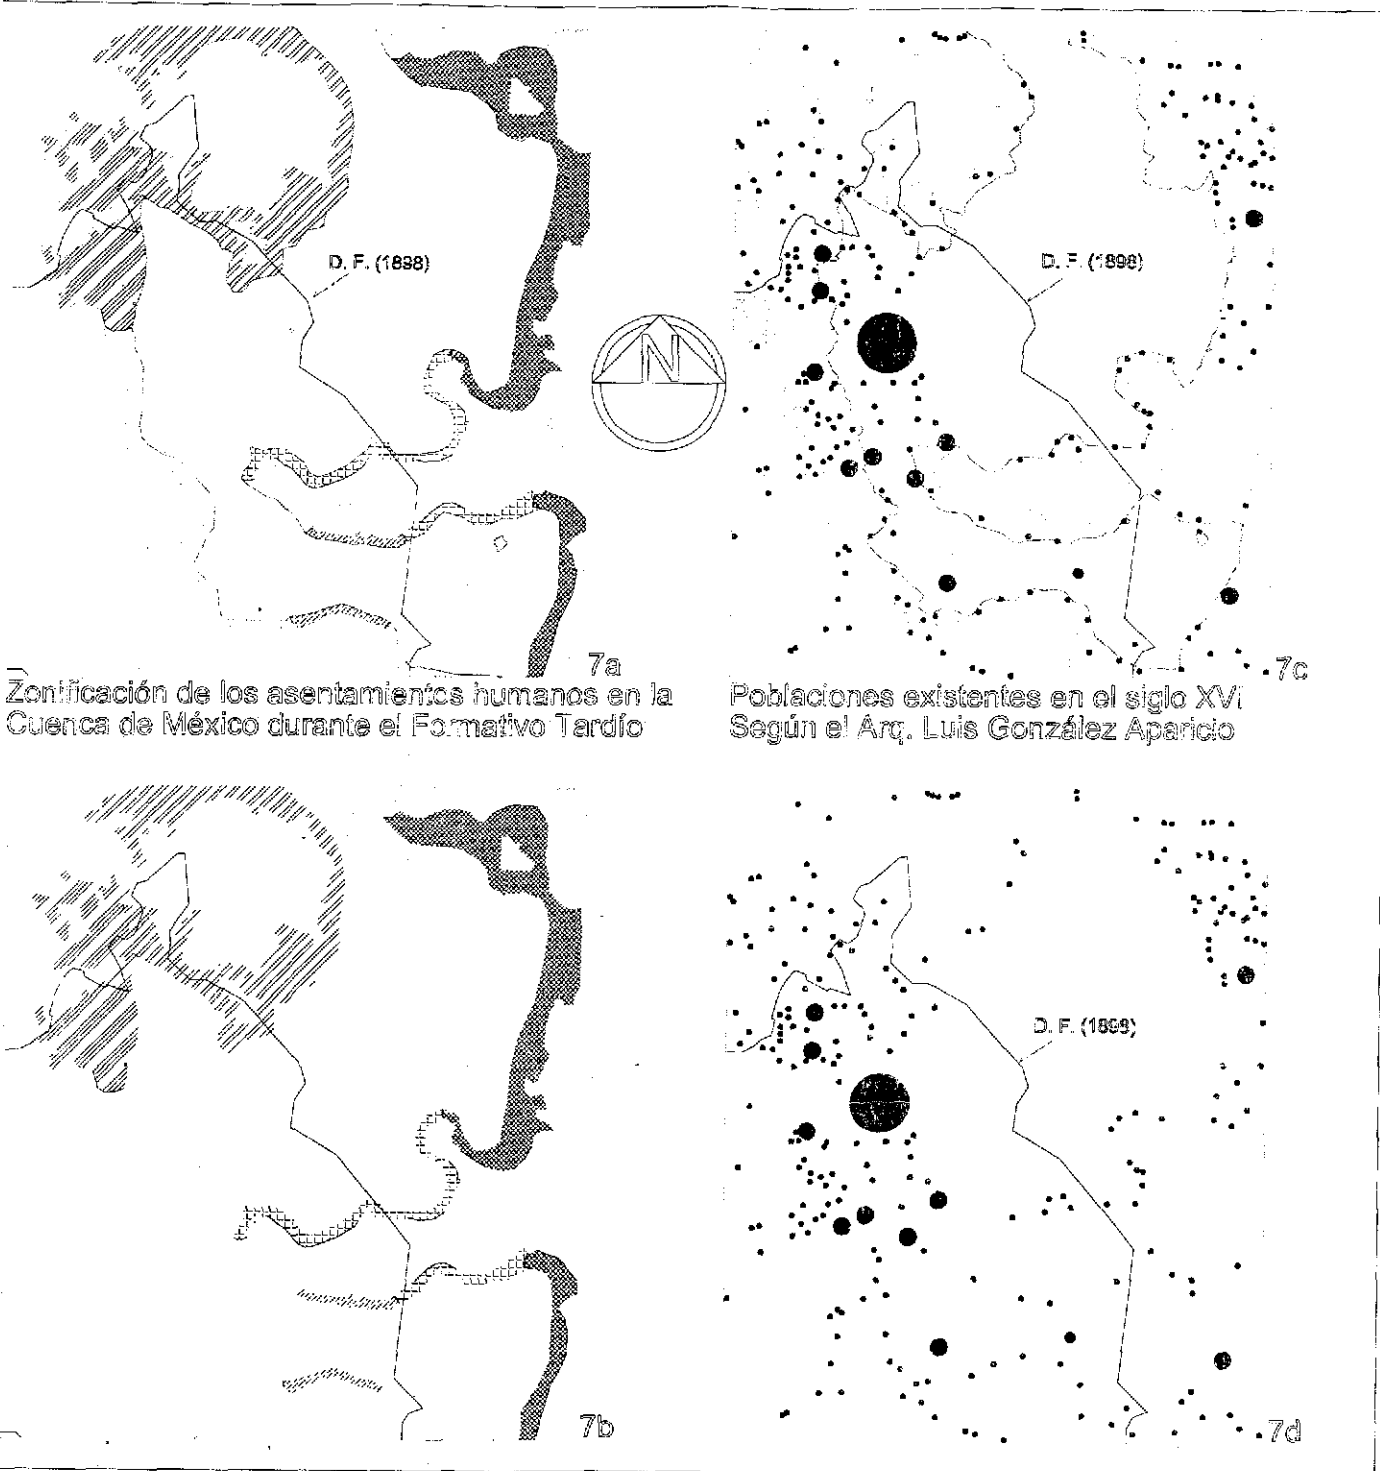 D. F. (1898)
N
7a
Zonificación de los asentamientos humanos en la
Cuenca de México durante el Formativo Tardío
D. F. (1898)
7c
Poblaciones existentes en el siglo XVI
Según el Arq. Luis González Aparicio
7b
D. F. (1898)
7d